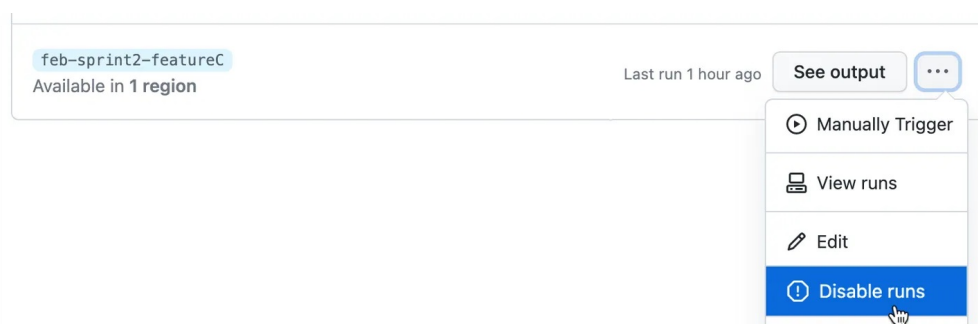 feb-sprint2-featureC
Available in 1 region
Last run 1 hour ago
See output
Manually Trigger
View runs
Edit
Disable runs